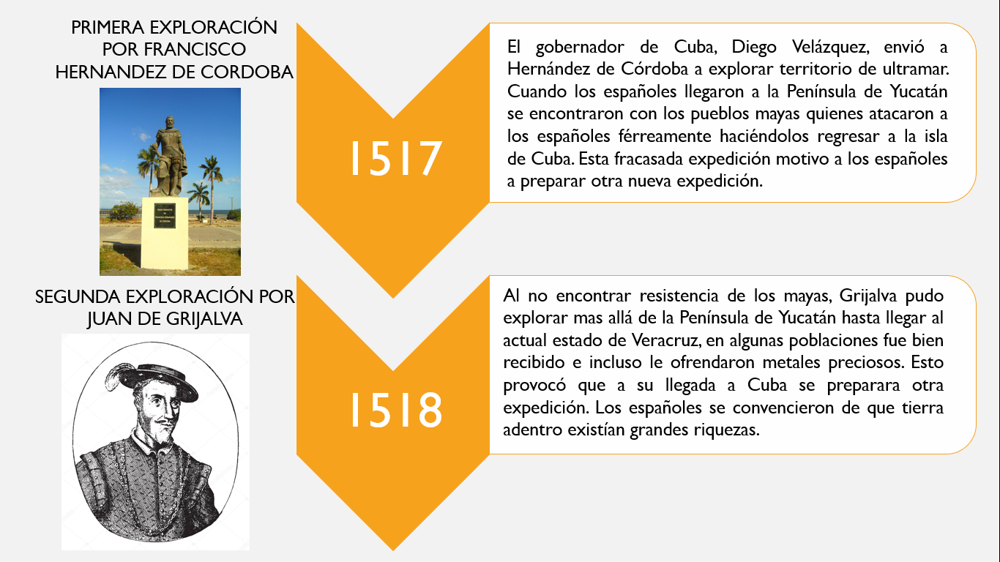 PRIMERA EXPLORACIÓN
POR FRANCISCO
HERNANDEZ DE CORDOBA
1517
El gobernador de Cuba, Diego Velázquez, envió a
Hernández de Córdoba a explorar territorio de ultramar.
Cuando los españoles llegaron a la Península de Yucatán
se encontraron con los pueblos mayas quienes atacaron a
los españoles férreamente haciéndolos regresar a la isla
de Cuba. Esta fracasada expedición motivo a los españoles
a preparar otra nueva expedición.
SEGUNDA EXPLORACIÓN POR
JUAN DE GRIJALVA
1518
Al no encontrar resistencia de los mayas, Grijalva pudo
explorar mas allá de la Península de Yucatán hasta llegar al
actual estado de Veracruz, en algunas poblaciones fue bien
recibido e incluso le ofrendaron metales preciosos. Esto
provocó que a su llegada a Cuba se preparara otra
expedición. Los españoles se convencieron de que tierra
adentro existían grandes riquezas.